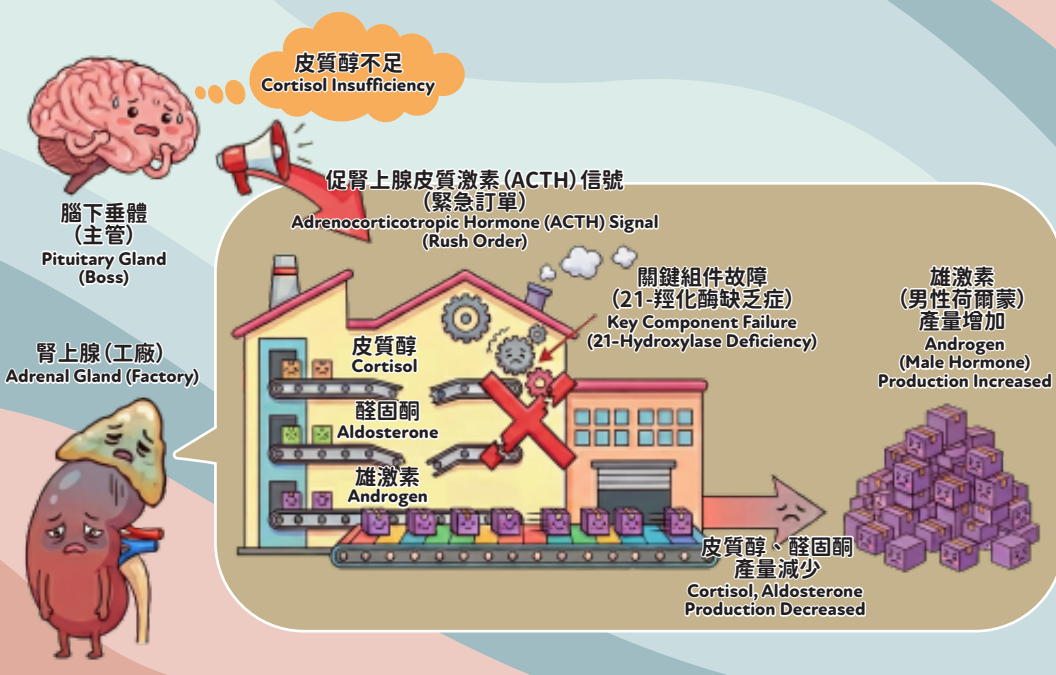 皮質醇不足
Cortisol Insufficiency
促腎上腺皮質激素（ACTH）信號
（緊急訂單）
Adrenocorticotropic Hormone (ACTH) Signal
(Rush Order)
腦下垂體
（主管）
Pituitary Gland
(Boss)
關鍵組件故障
（21-羥化酶缺乏症）
Key Component Failure
(21-Hydroxylase Deficiency)
雄激素
（男性荷爾蒙）
產量增加
Androgen
(Male Hormone)
Production Increased
腎上腺（工廠）
Adrenal Gland (Factory)
皮質醇
Cortisol
醛固酮
Aldosterone
雄激素
Androgen
皮質醇、醛固酮
產量減少
Cortisol, Aldosterone
Production Decreased